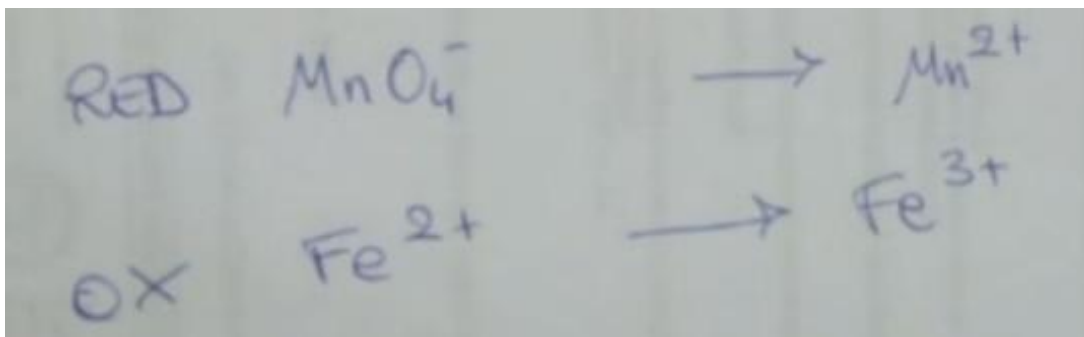 RED MnO₄⁻ → Mn²⁺
OX Fe²⁺ → Fe³⁺